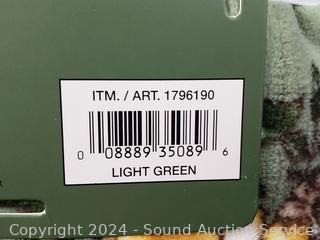 ITM. / ART. 1796190
0 08889 35089 6
LIGHT GREEN
Copyright 2024 - Sound Auction Service